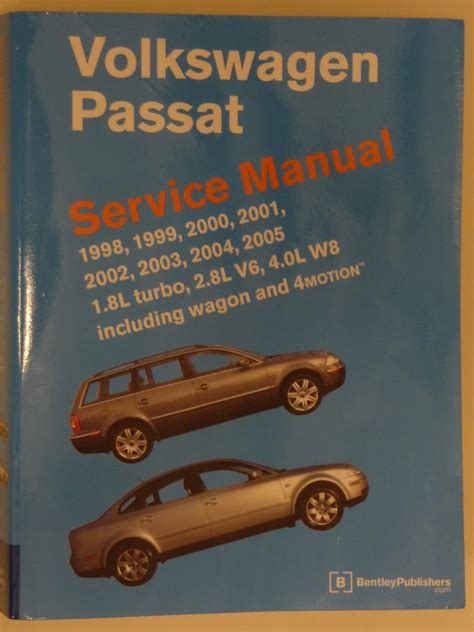 Volkswagen
Passat
Service Manual
1998, 1999, 2000, 2001,
2002, 2003, 2004, 2005
1.8L turbo, 2.8L V6, 4.0L W8
including wagon and 4MOTION™
[B] BentleyPublishers
.com